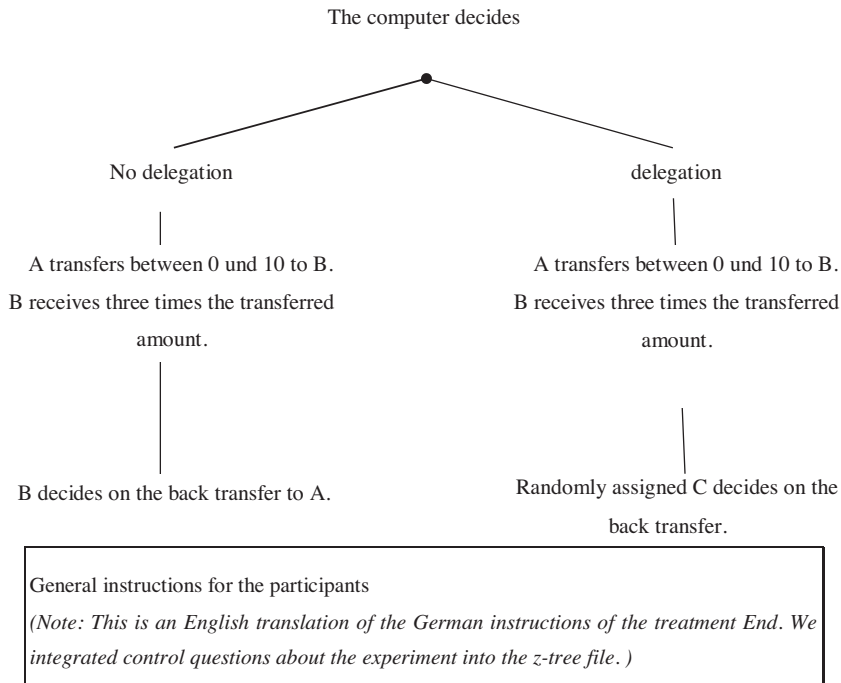 The computer decides
No delegation
delegation
A transfers between 0 und 10 to B.
B receives three times the transferred
amount.
A transfers between 0 und 10 to B.
B receives three times the transferred
amount.
B decides on the back transfer to A.
Randomly assigned C decides on the
back transfer.
General instructions for the participants
(Note: This is an English translation of the German instructions of the treatment End. We
integrated control questions about the experiment into the z-tree file. )